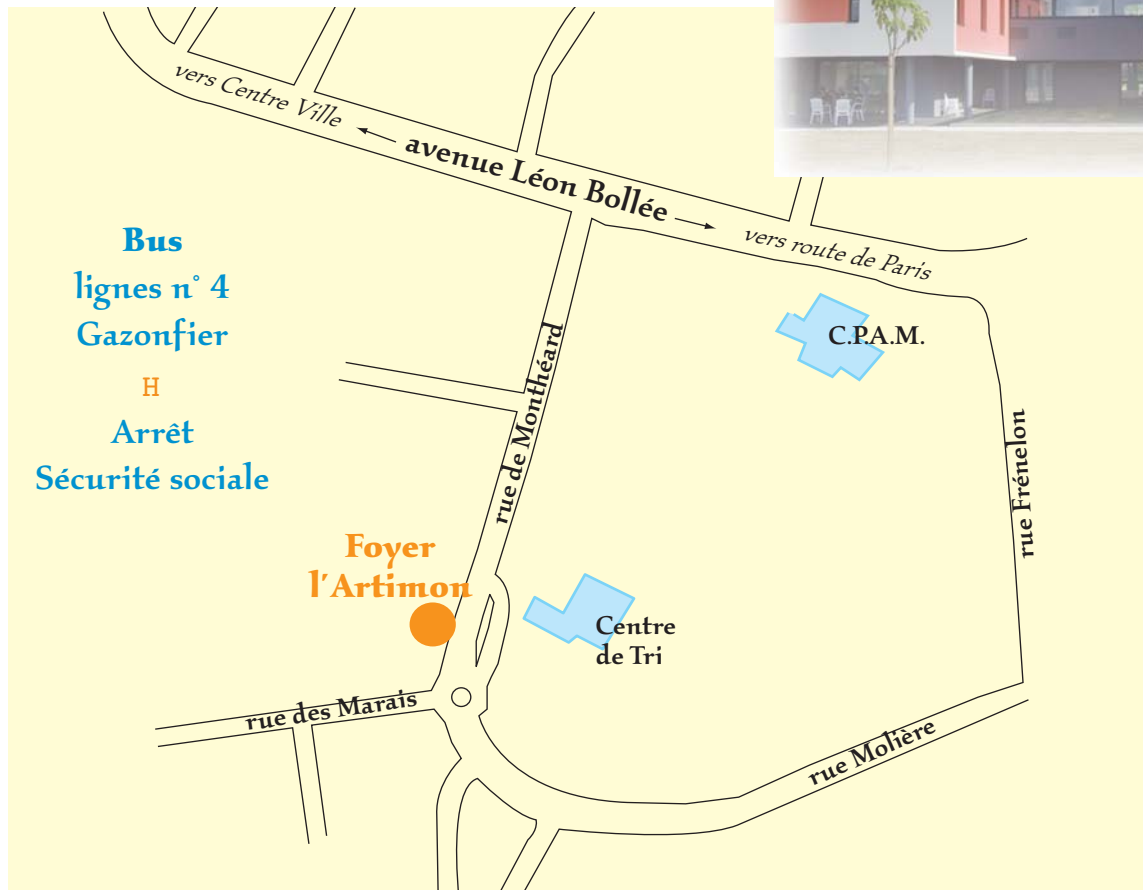 vers Centre Ville
avenue Léon Bollée
vers route de Paris
Bus
lignes n° 4
Gazonfier
H
Arrêt
Sécurité sociale
C.P.A.M.
rue de Monthéard
rue Frénelon
Foyer
l'Artimon
Centre
de Tri
rue des Marais
rue Molière